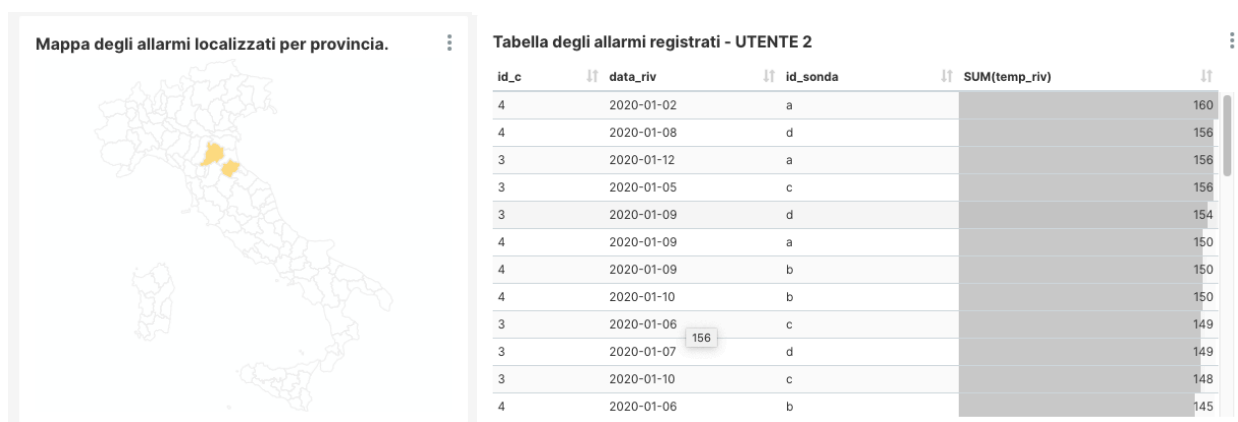 Mappa degli allarmi localizzati per provincia.
Tabella degli allarmi registrati - UTENTE 2
id_c data_riv id_sonda SUM(temp_riv)
4 2020-01-02 a 160
4 2020-01-08 d 156
3 2020-01-12 a 156
3 2020-01-05 c 156
3 2020-01-09 d 154
4 2020-01-09 a 150
4 2020-01-09 b 150
4 2020-01-10 b 150
3 2020-01-06 c 149
156
3 2020-01-07 d 149
3 2020-01-10 c 148
4 2020-01-06 b 145